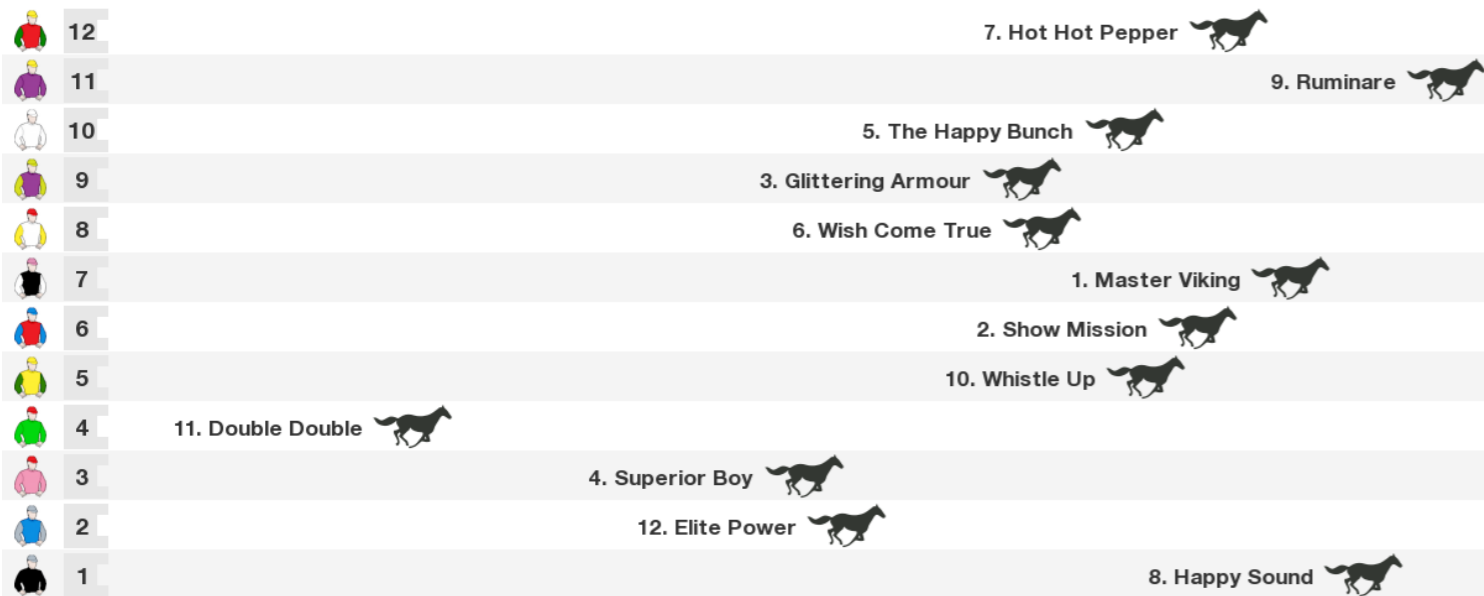 12 7. Hot Hot Pepper
11 9. Ruminare
10 5. The Happy Bunch
9 3. Glittering Armour
8 6. Wish Come True
7 1. Master Viking
6 2. Show Mission
5 10. Whistle Up
4 11. Double Double
3 4. Superior Boy
2 12. Elite Power
1 8. Happy Sound